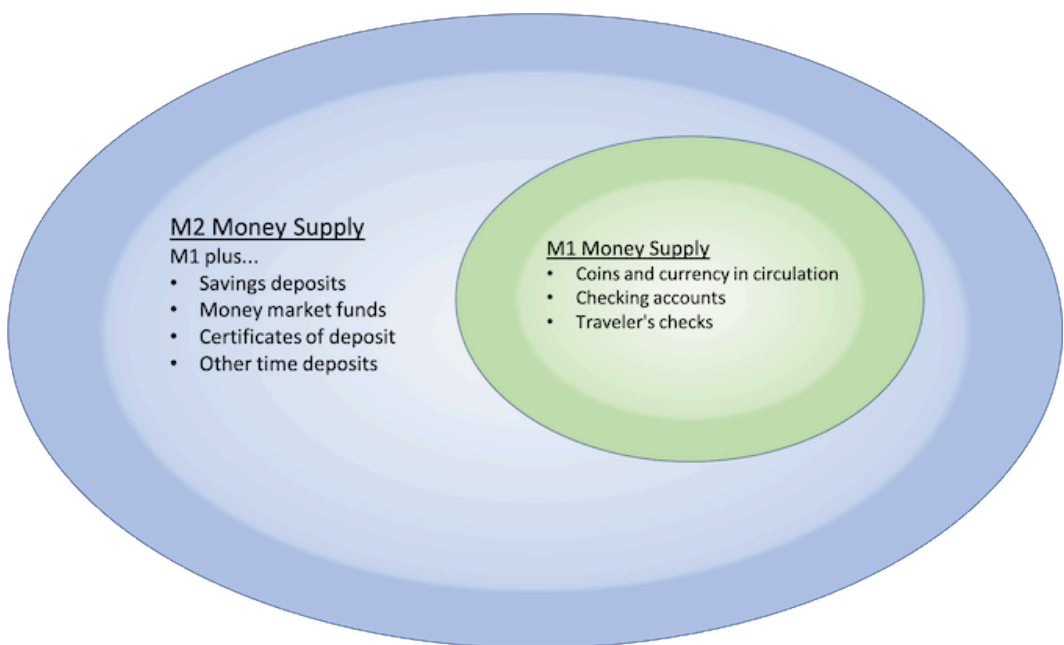 M2 Money Supply
M1 plus...
• Savings deposits
• Money market funds
• Certificates of deposit
• Other time deposits
M1 Money Supply
• Coins and currency in circulation
• Checking accounts
• Traveler's checks